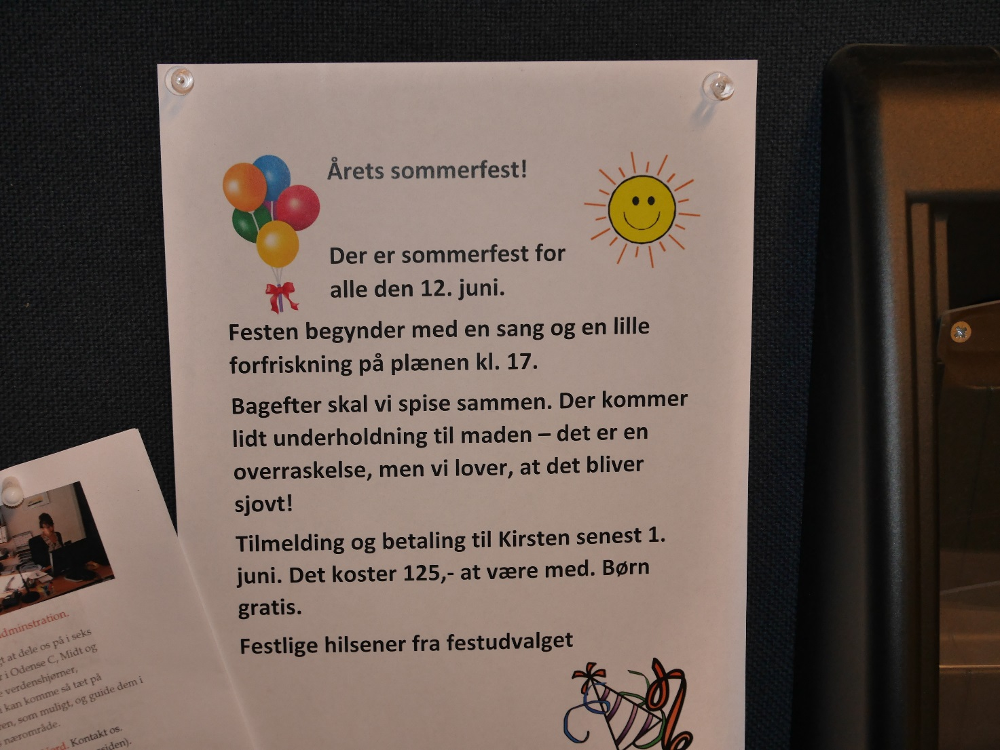 Årets sommerfest!
Der er sommerfest for
alle den 12. juni.
Festen begynder med en sang og en lille
forfriskning på plænen kl. 17.
Bagefter skal vi spise sammen. Der kommer
lidt underholdning til maden – det er en
overraskelse, men vi lover, at det bliver
sjovt!
Tilmelding og betaling til Kirsten senest 1.
juni. Det koster 125,- at være med. Børn
gratis.
Festlige hilsener fra festudvalget
dminstration.
at dele os på i seks
i Odense C, Midt og
verdenshjørner,
kan komme så tæt på
som muligt, og guide dem i
nærområde.
Kontakt os.